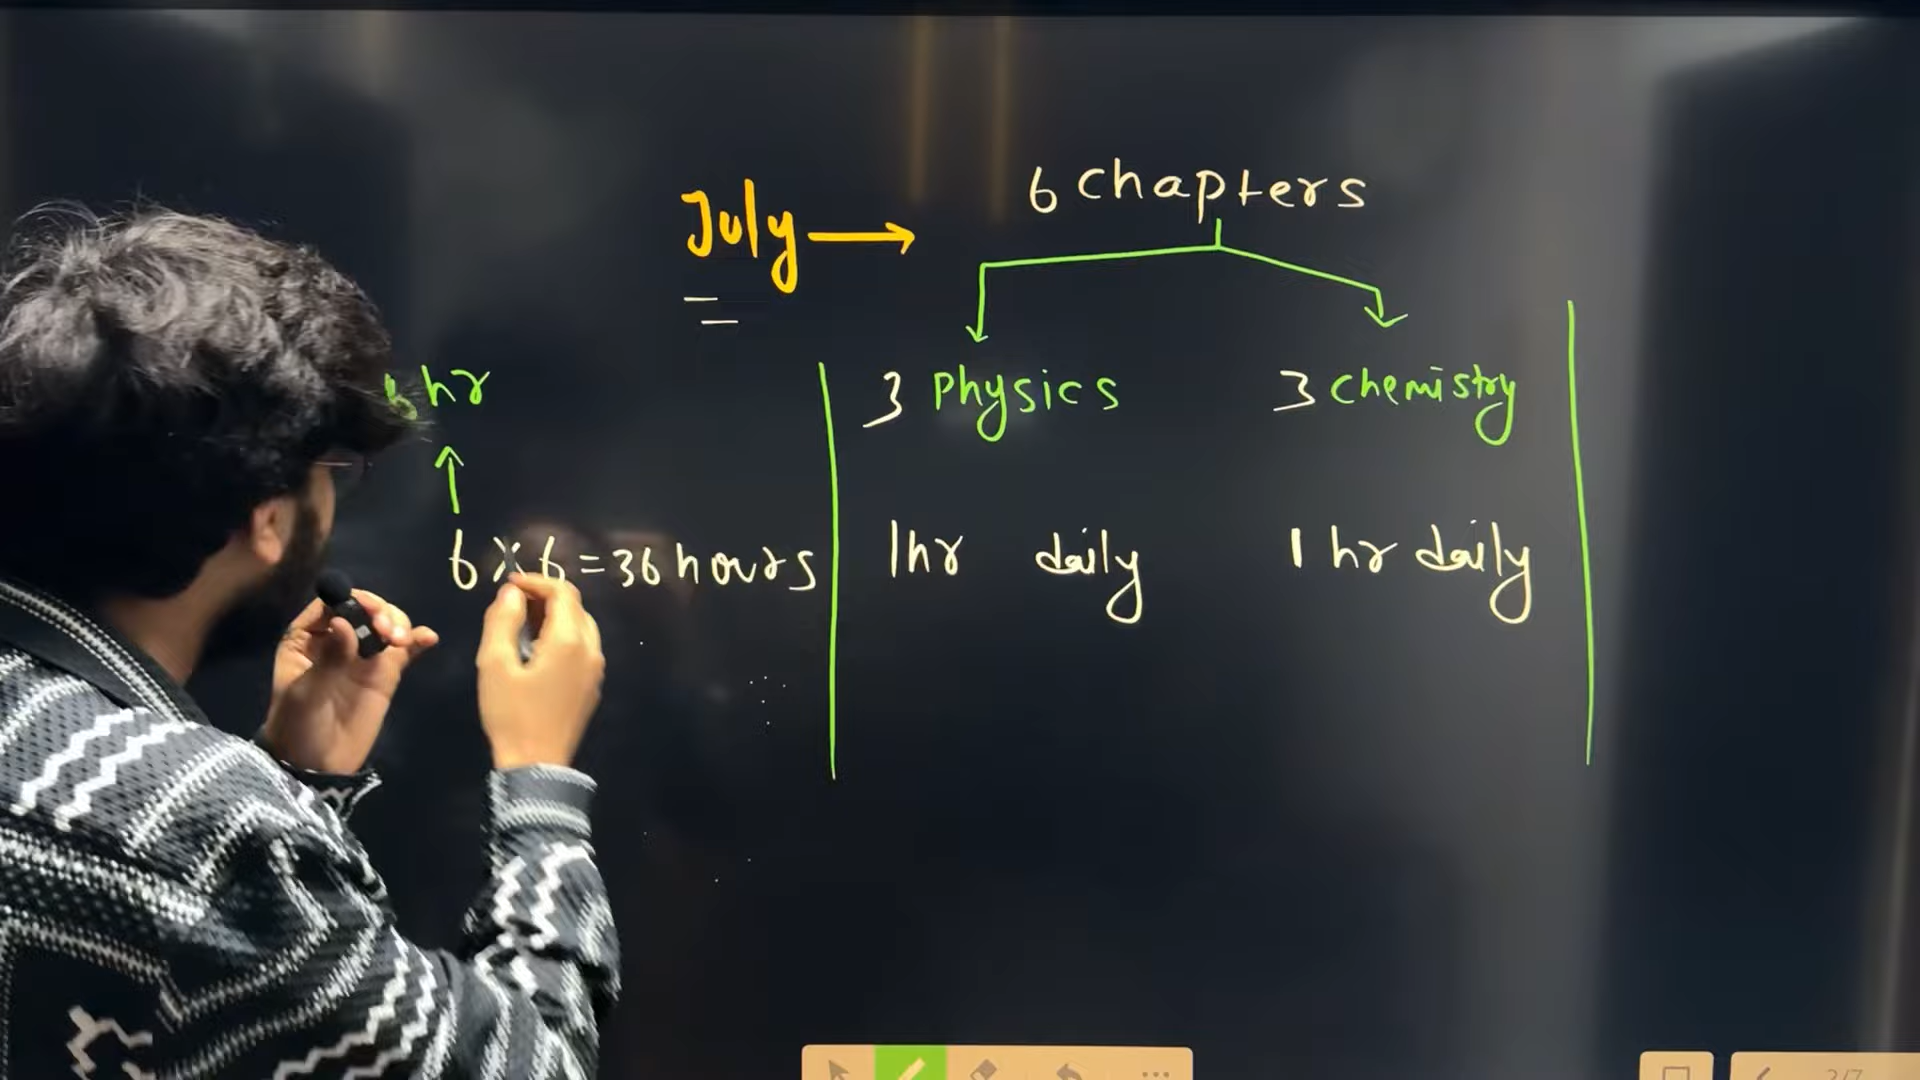 July → 6 chapters
3 Physics 3 chemistry
hr
6 × 6 = 36 hours 1hr daily 1 hr daily